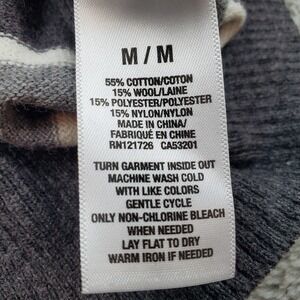 M / M
55% COTTON/COTON
15% WOOL/LAINE
15% POLYESTER/POLYESTER
15% NYLON/NYLON
MADE IN CHINA/
FABRIQUÉ EN CHINE
RN121726 CA53201
TURN GARMENT INSIDE OUT
MACHINE WASH COLD
WITH LIKE COLORS
GENTLE CYCLE
ONLY NON-CHLORINE BLEACH
WHEN NEEDED
LAY FLAT TO DRY
WARM IRON IF NEEDED